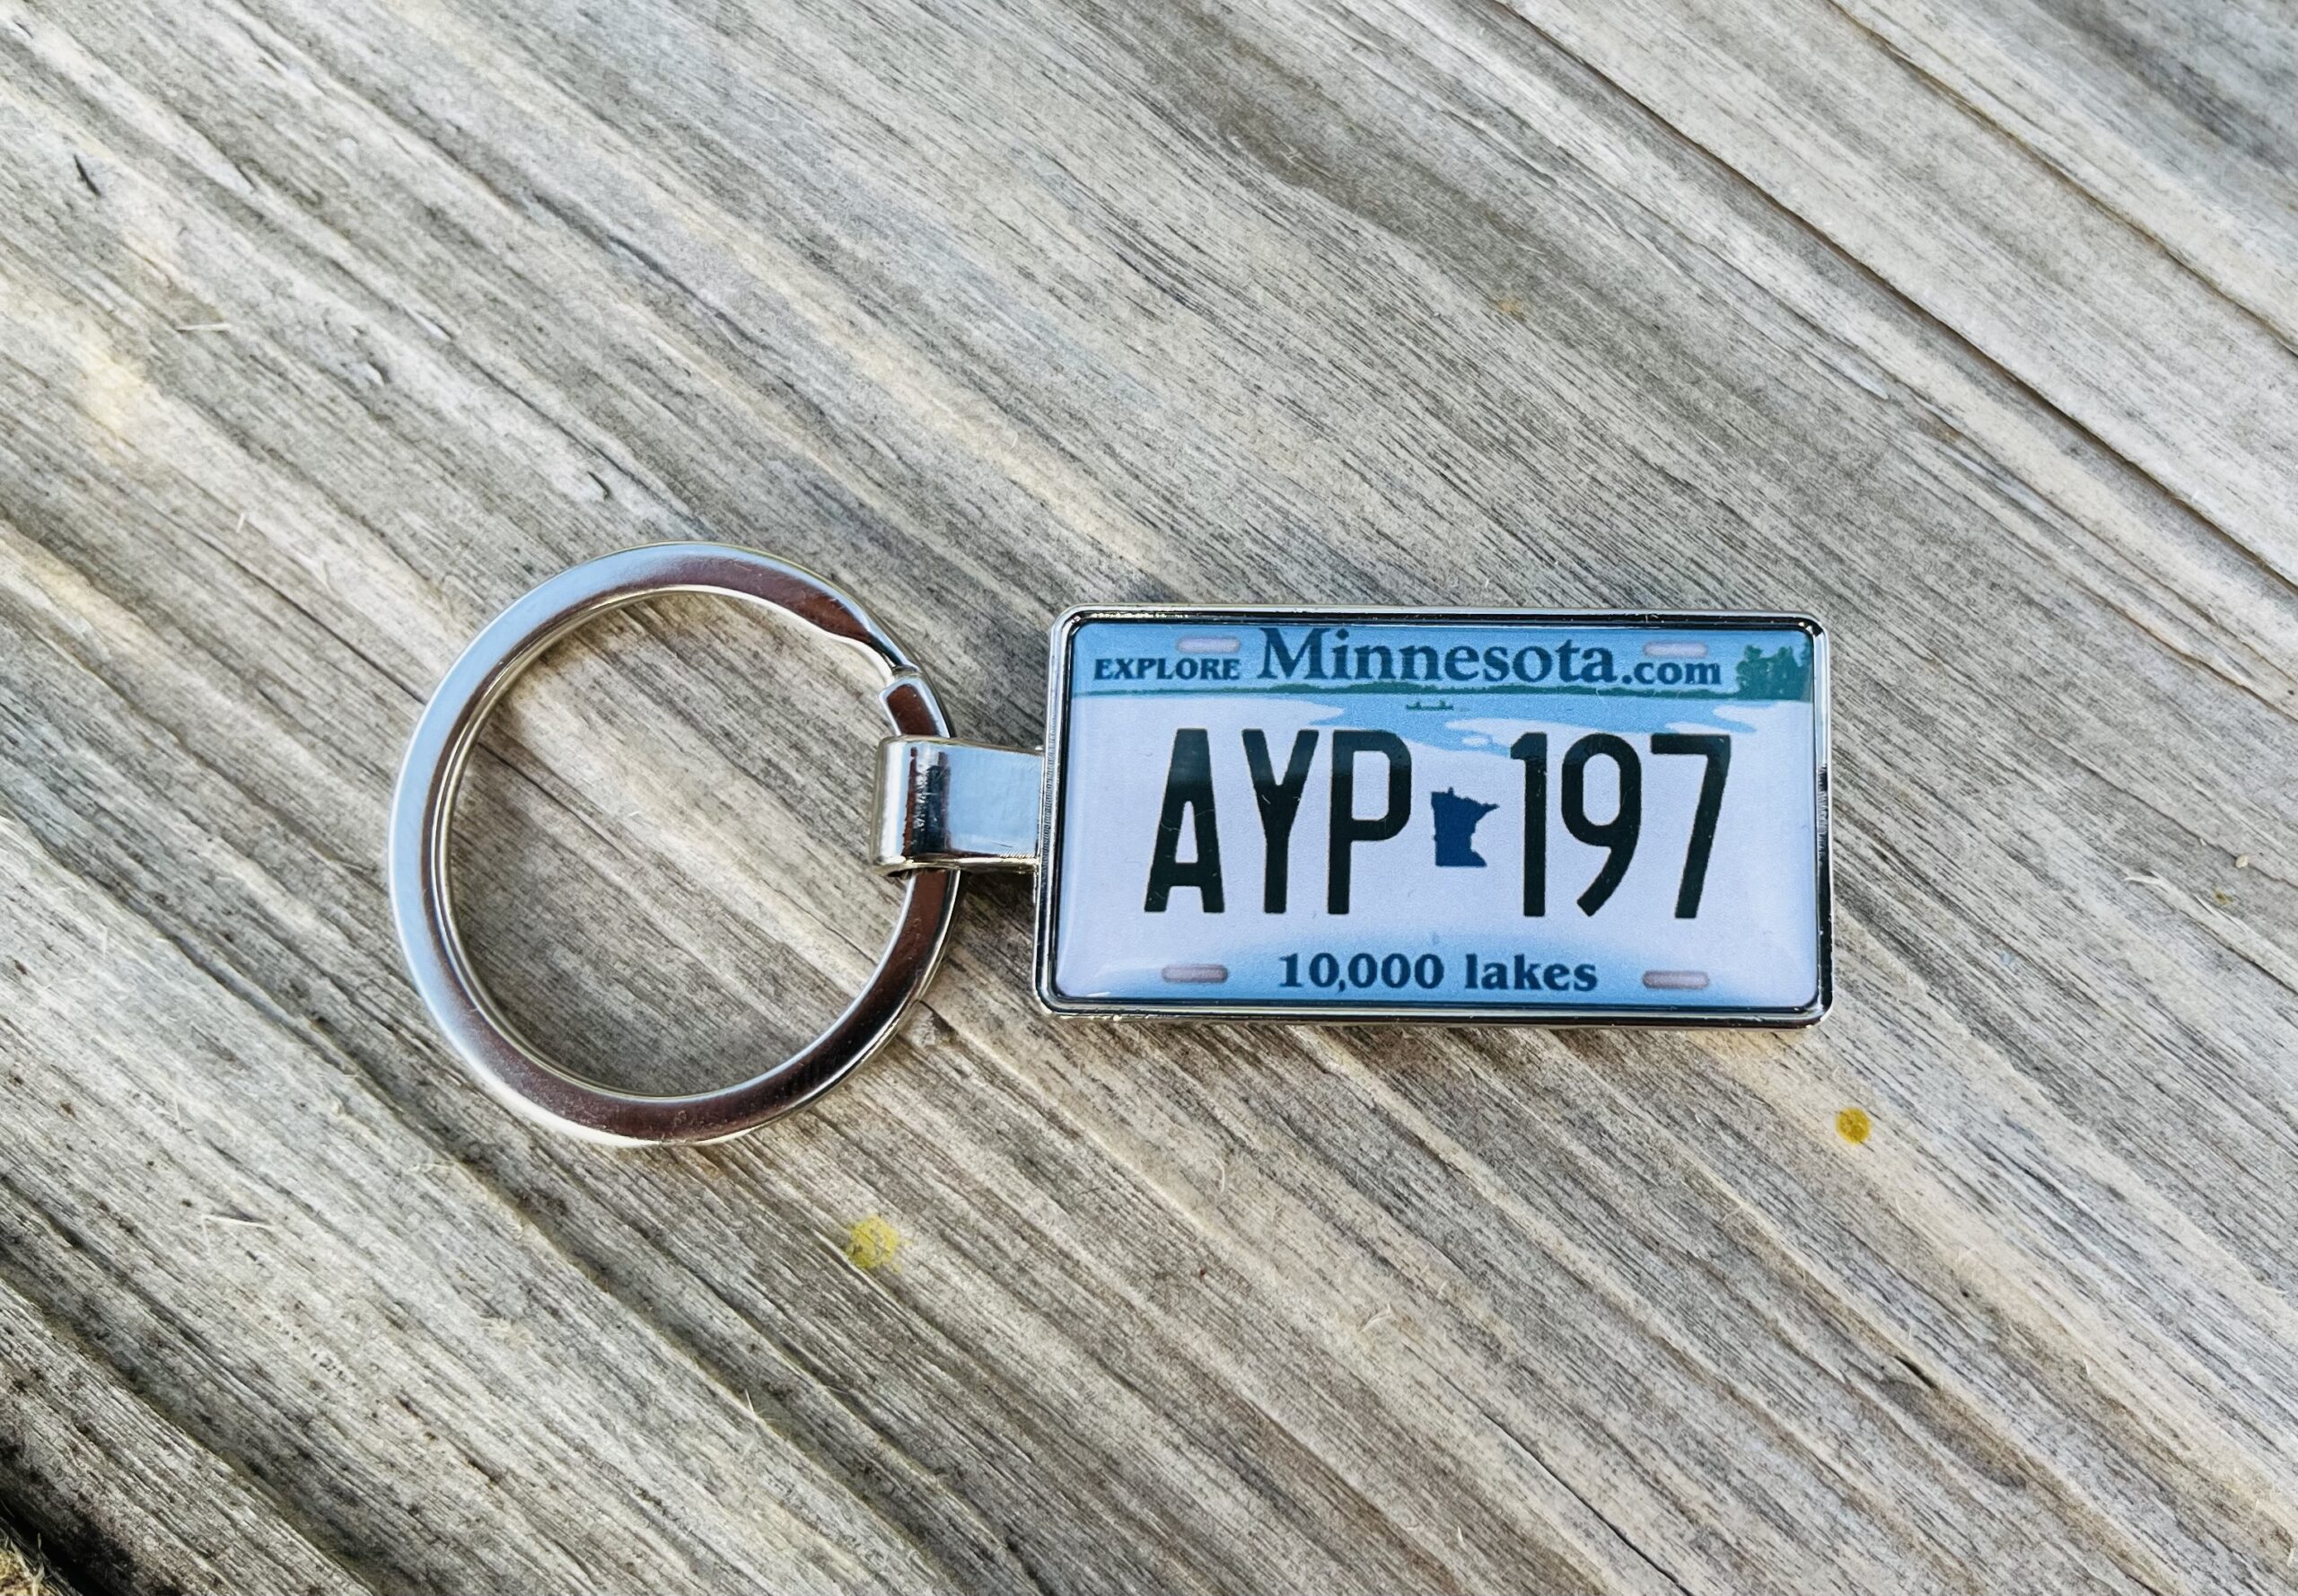 EXPLORE Minnesota.com
AYP 197
10,000 lakes